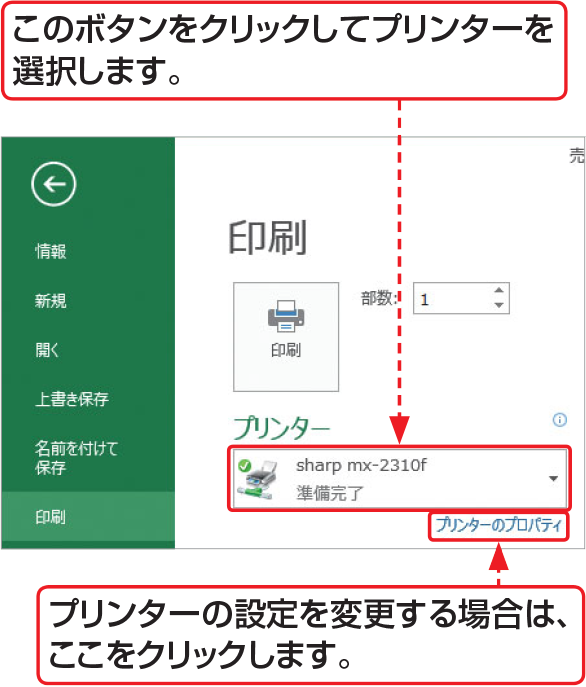 このボタンをクリックしてプリンターを
選択します。
売
情報
新規
開く
上書き保存
名前を付けて
保存
印刷
印刷
印刷
部数: 1
プリンター
sharp mx-2310f
準備完了
プリンターのプロパティ
プリンターの設定を変更する場合は、
ここをクリックします。